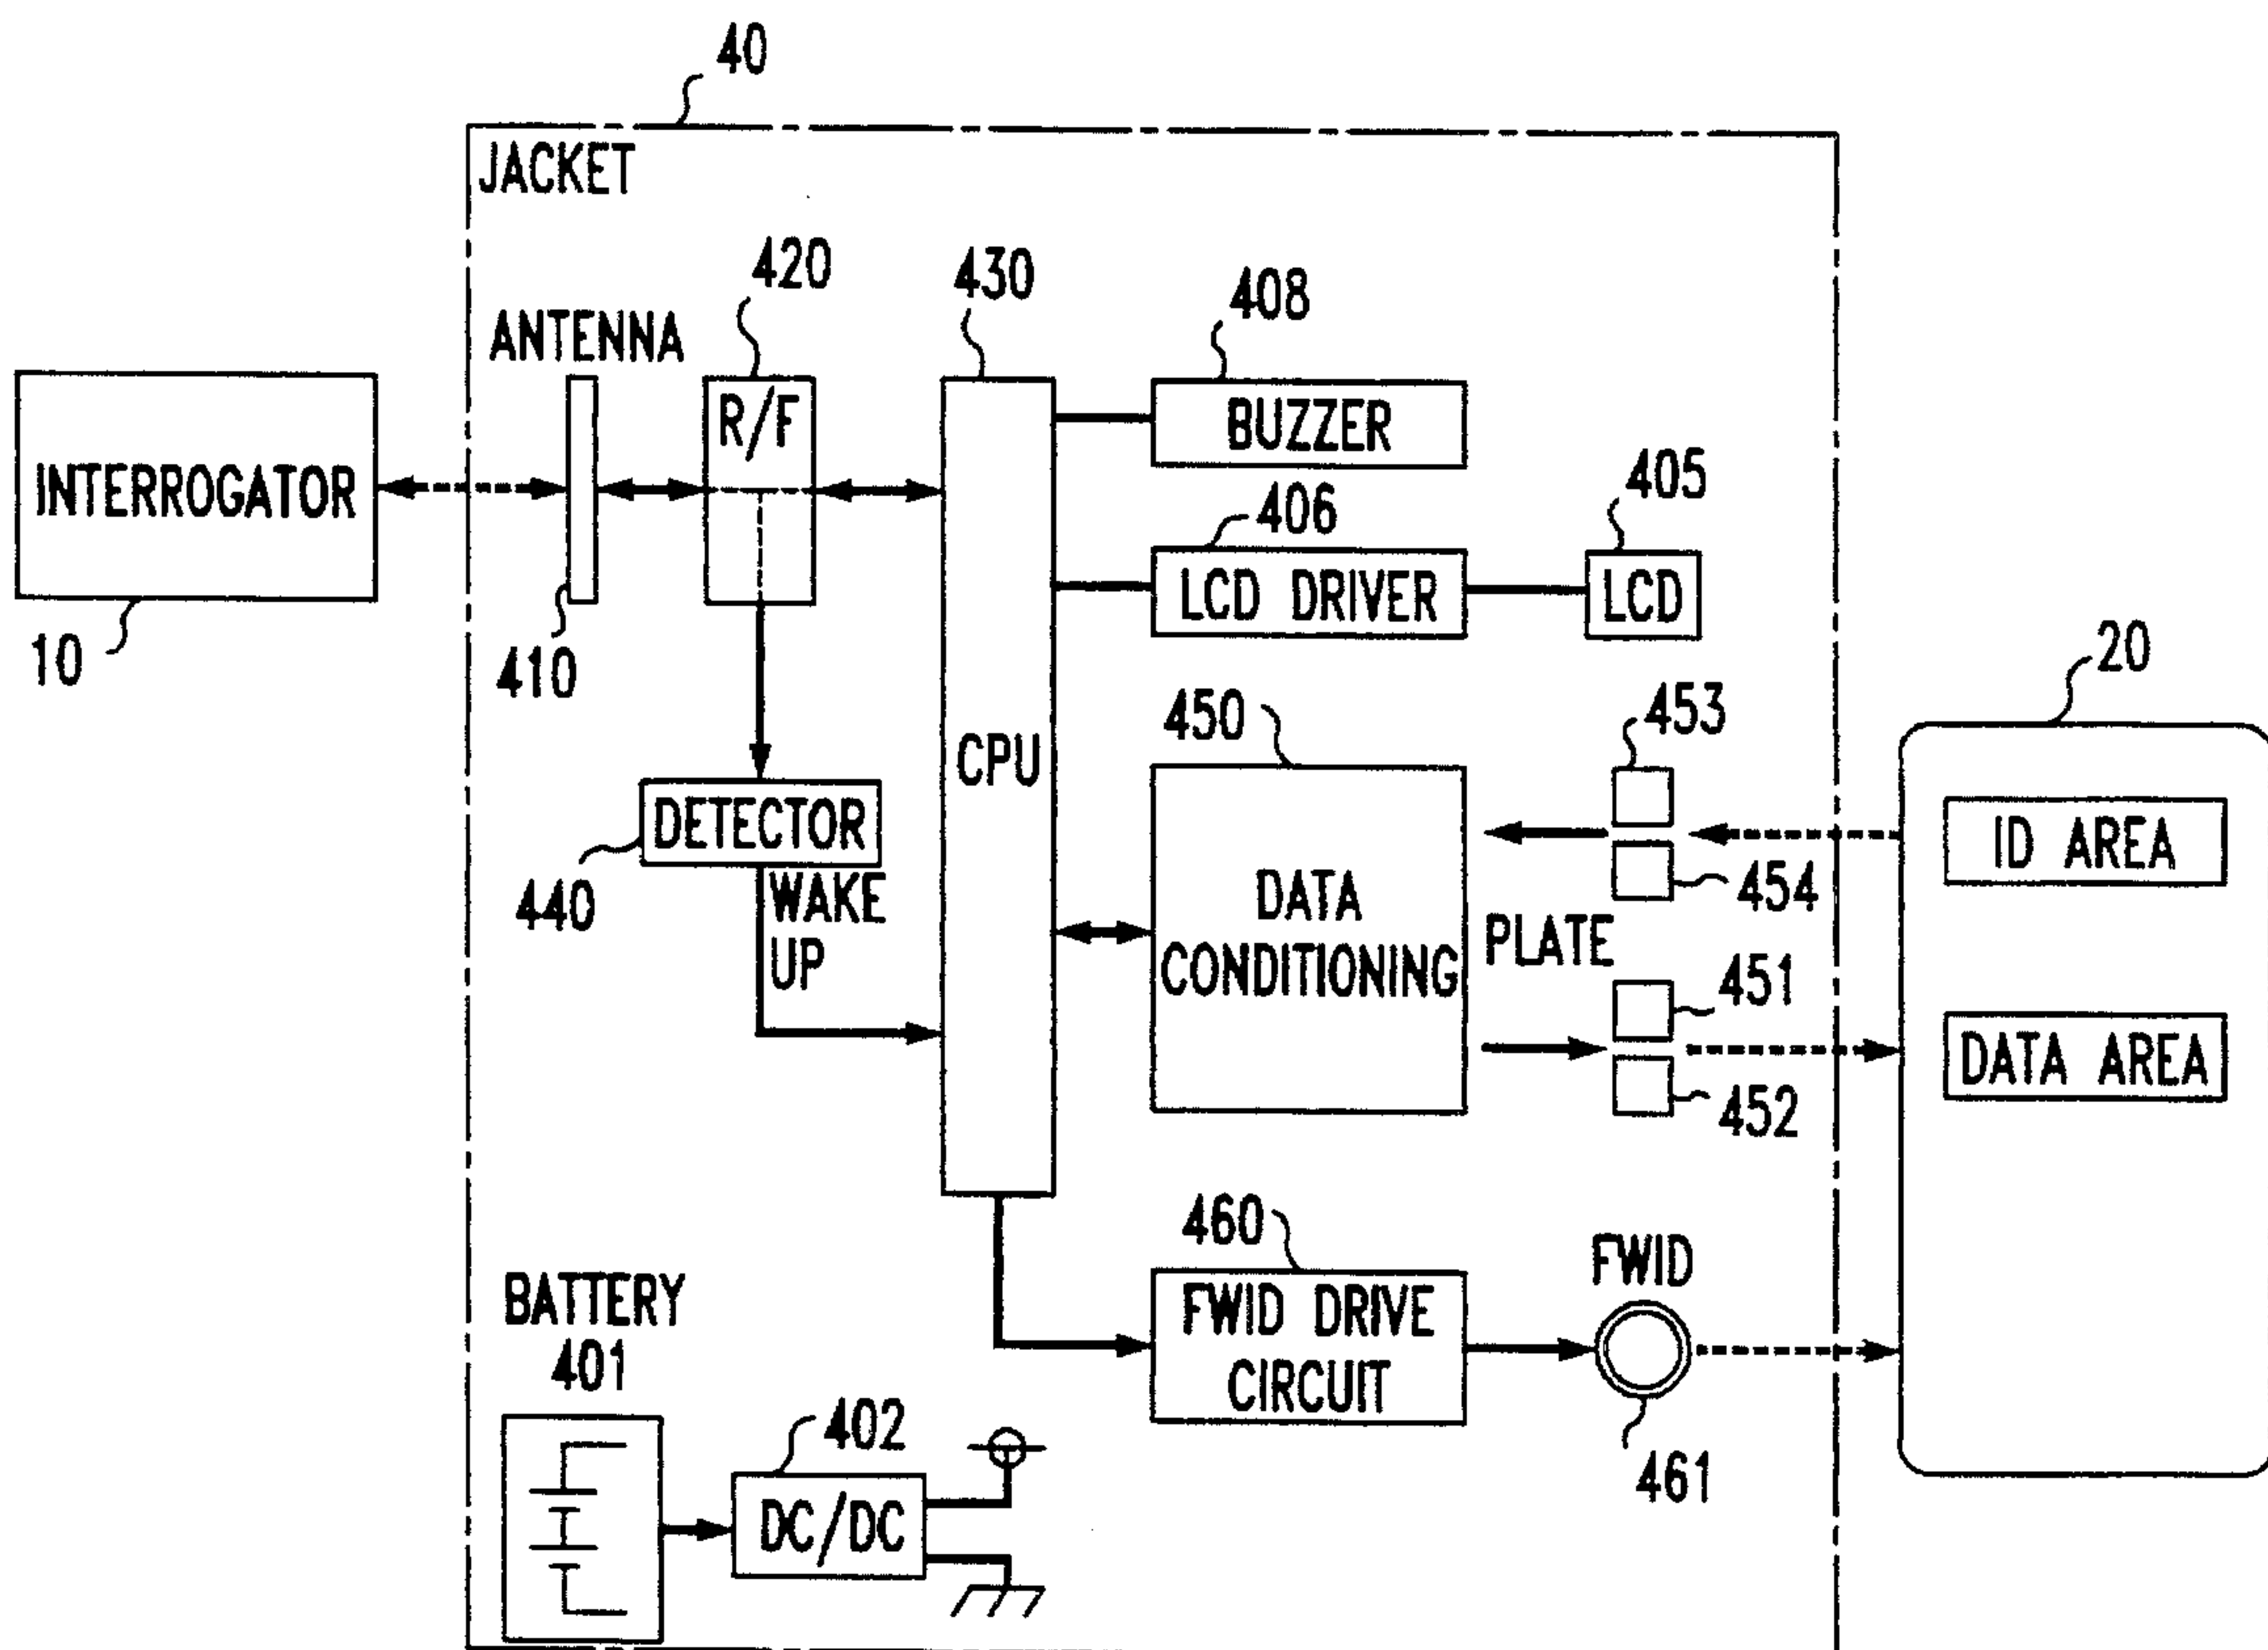 40
JACKET
420
430
408
ANTENNA
R/F
BUZZER
INTERROGATOR
405
406
LCD DRIVER
LCD
10
410
20
450
453
CPU
DETECTOR
ID AREA
440
WAKE
UP
454
DATA
CONDITIONING
PLATE
451
DATA AREA
452
460
FWID
BATTERY
401
FWID DRIVE
CIRCUIT
402
461
DC/DC